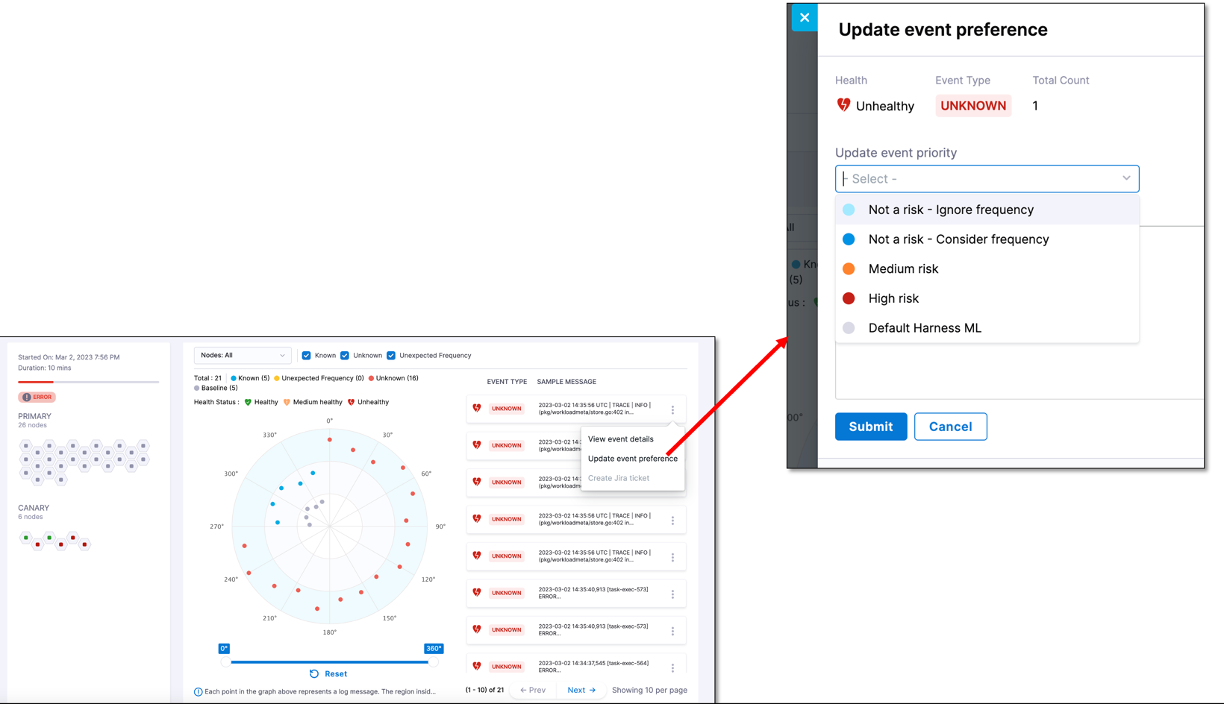 Update event preference
Health Event Type Total Count
Unhealthy UNKNOWN 1
Update event priority
- Select -
Not a risk - Ignore frequency
Not a risk - Consider frequency
Medium risk
High risk
Default Harness ML
Submit Cancel
All
Kn
(5)
us :
00°
Started On: Mar 2, 2023 7:56 PM
Duration: 10 mins
ERROR
PRIMARY
26 nodes
CANARY
6 nodes
Nodes: All Known Unknown Unexpected Frequency
Total : 21 Known (5) Unexpected Frequency (0) Unknown (16)
Baseline (5)
Health Status : Healthy Medium healthy Unhealthy
0°
30°
60°
90°
120°
150°
180°
210°
240°
270°
300°
330°
0° 360°
Reset
Each point in the graph above represents a log message. The region insid...
EVENT TYPE SAMPLE MESSAGE
UNKNOWN 2023-03-02 14:35:56 UTC | TRACE | INFO |
(pkg/workloadmeta/store.go:402 in...
View event details
Update event preference
Create Jira ticket
UNKNOWN 2023-03-02 14:
(pkg/workloadm
UNKNOWN 2023-03-02 14:
(pkg/workloadm
UNKNOWN 2023-03-02 14:35:56 UTC | TRACE | INFO |
(pkg/workloadmeta/store.go:402 in...
UNKNOWN 2023-03-02 14:35:56 UTC | TRACE | INFO |
(pkg/workloadmeta/store.go:402 in...
UNKNOWN 2023-03-02 14:35:40,913 [task-exec-573]
ERROR...
UNKNOWN 2023-03-02 14:35:40,913 [task-exec-573]
ERROR...
UNKNOWN 2023-03-02 14:34:37,545 [task-exec-564]
ERROR...
(1 - 10) of 21 ← Prev Next → Showing 10 per page